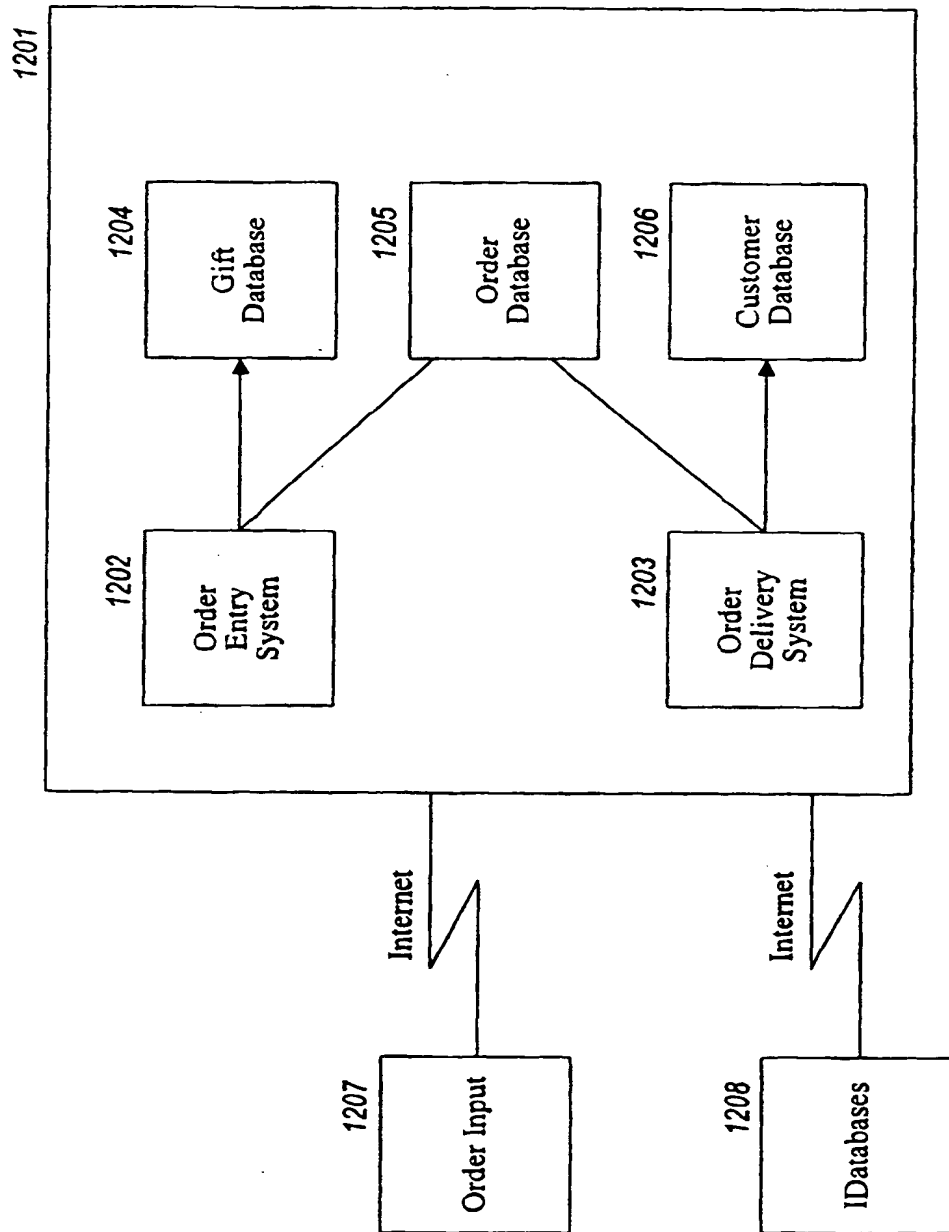 1201
1202
Order
Entry
System
1204
Gift
Database
1205
Order
Database
1203
Order
Delivery
System
1206
Customer
Database
Internet
1207
Order Input
Internet
1208
IDatabases